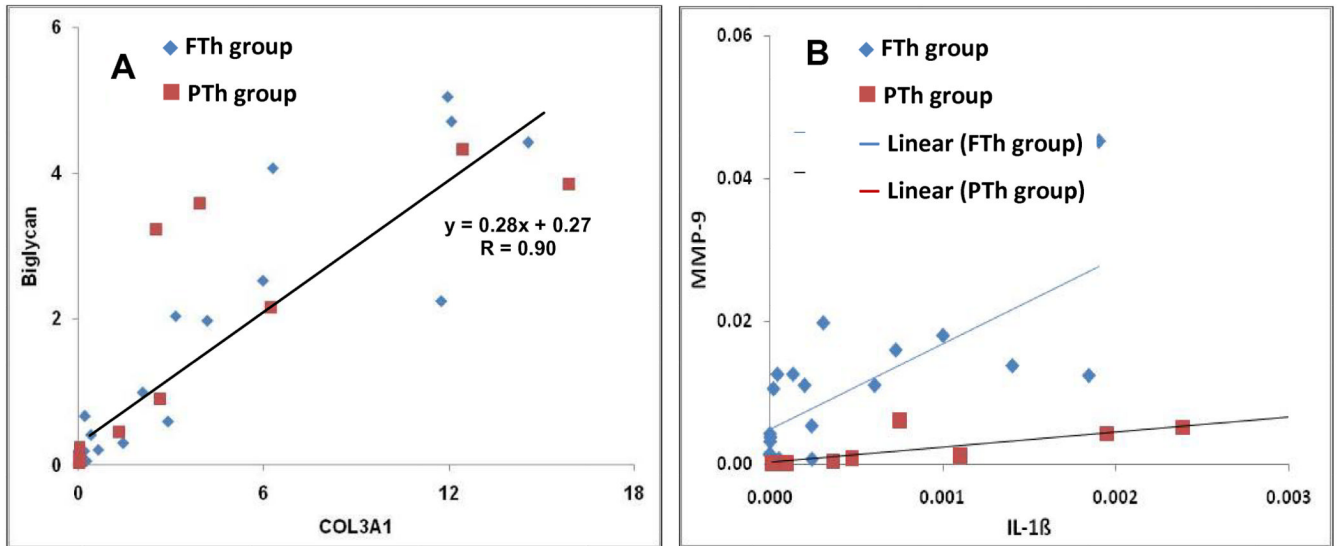 A
FTh group
PTh group
6
4
2
0
Biglycan
y = 0.28x + 0.27
R = 0.90
0 6 12 18
COL3A1
B
FTh group
PTh group
Linear (FTh group)
Linear (PTh group)
0.06
0.04
0.02
0.00
MMP-9
0.000 0.001 0.002 0.003
IL-1ß